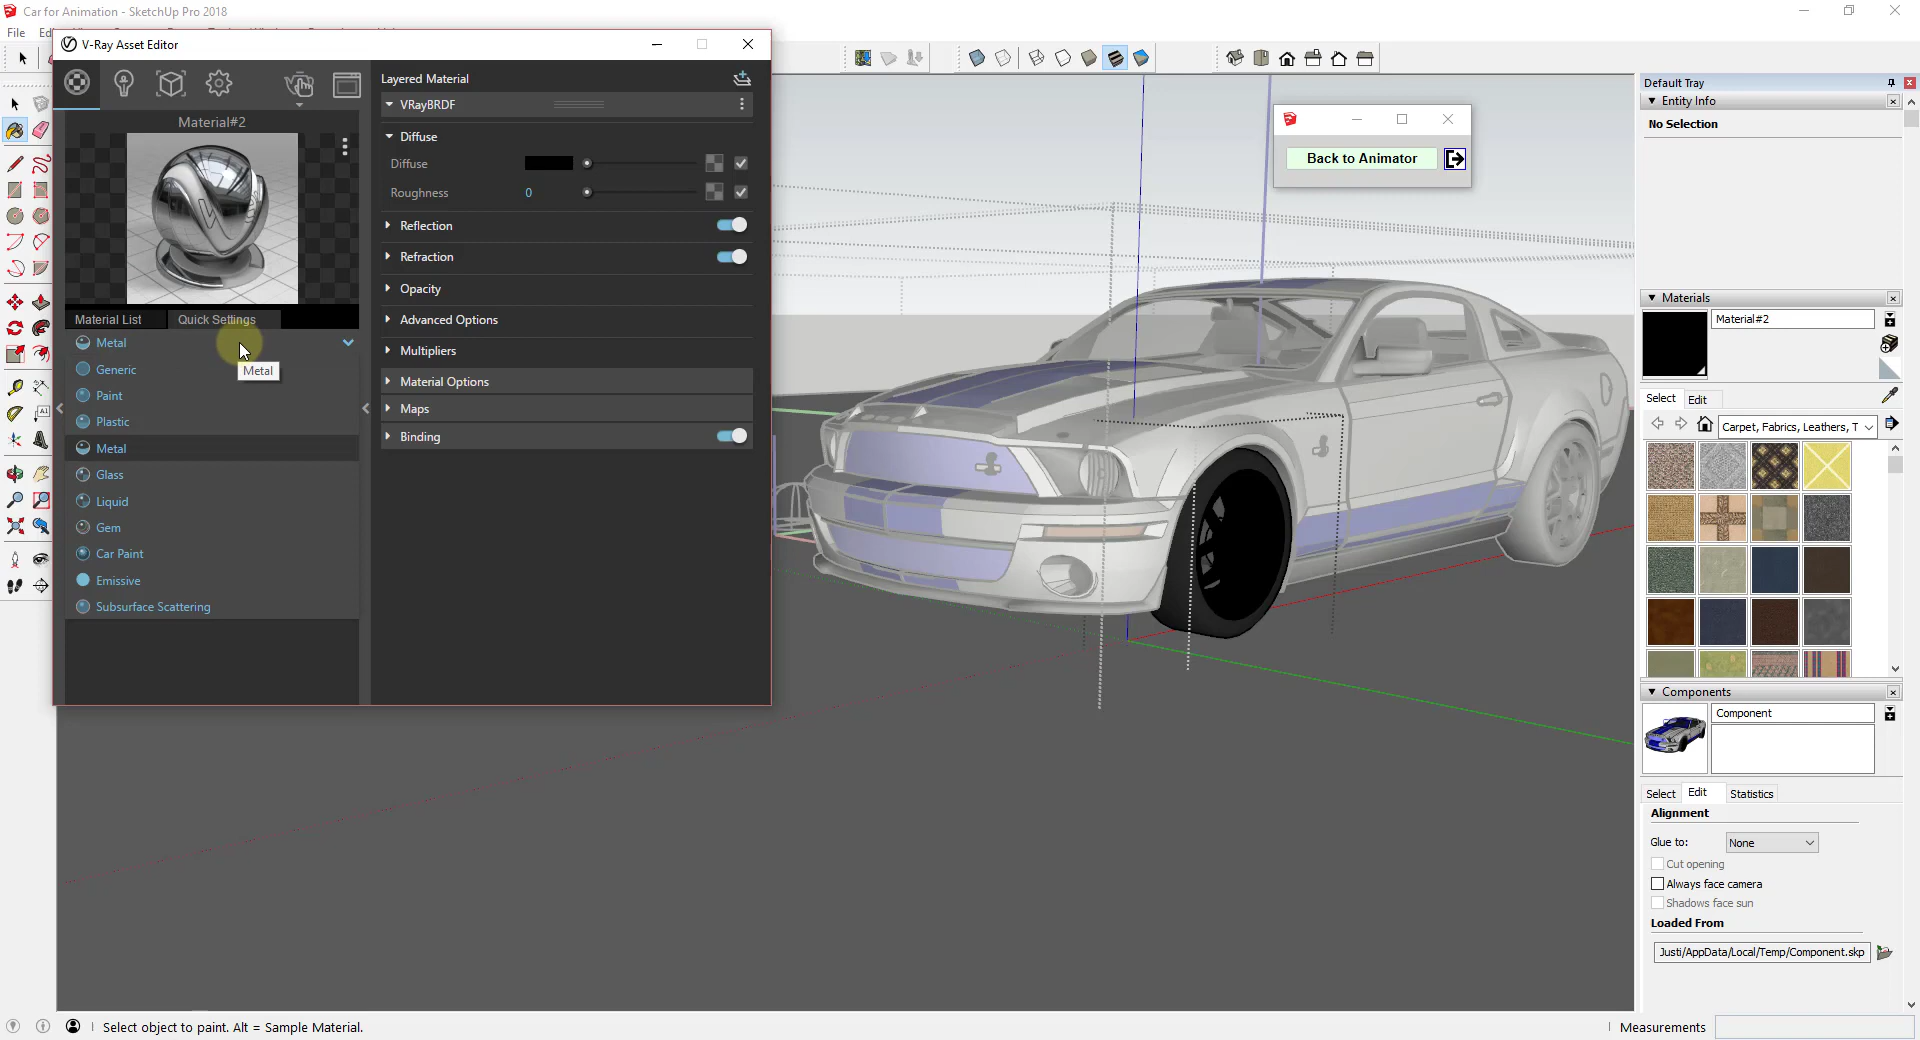 Car for Animation - SketchUp Pro 2018
File
V-Ray Asset Editor
Material#2
Material List
Quick Settings
Metal
Metal
Generic
Paint
Plastic
Metal
Glass
Liquid
Gem
Car Paint
Emissive
Subsurface Scattering
Layered Material
VRayBRDF
Diffuse
Diffuse
Roughness 0
Reflection
Refraction
Opacity
Advanced Options
Multipliers
Material Options
Maps
Binding
Back to Animator
Default Tray
Entity Info
No Selection
Materials
Material#2
Select Edit
Carpet, Fabrics, Leathers, T
Components
Component
Select Edit Statistics
Alignment
Glue to: None
Cut opening
Always face camera
Shadows face sun
Loaded From
Justi/AppData/Local/Temp/Component.skp
Select object to paint. Alt = Sample Material.
Measurements